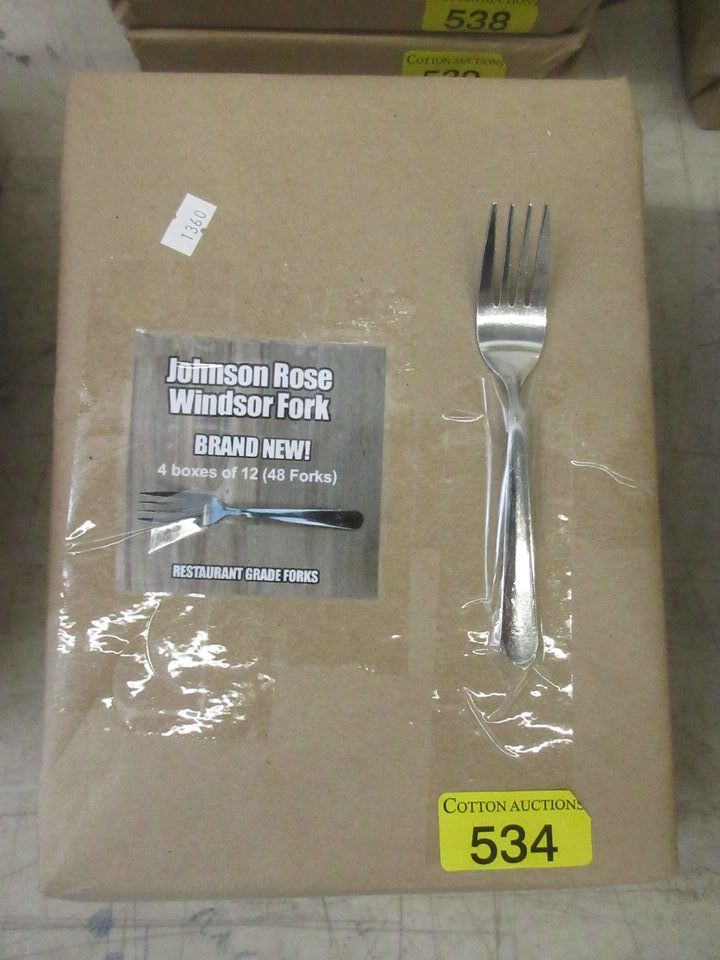 538
COTTON AUCTIONS
1360
Johnson Rose
Windsor Fork
BRAND NEW!
4 boxes of 12 (48 Forks)
RESTAURANT GRADE FORKS
COTTON AUCTIONS
534